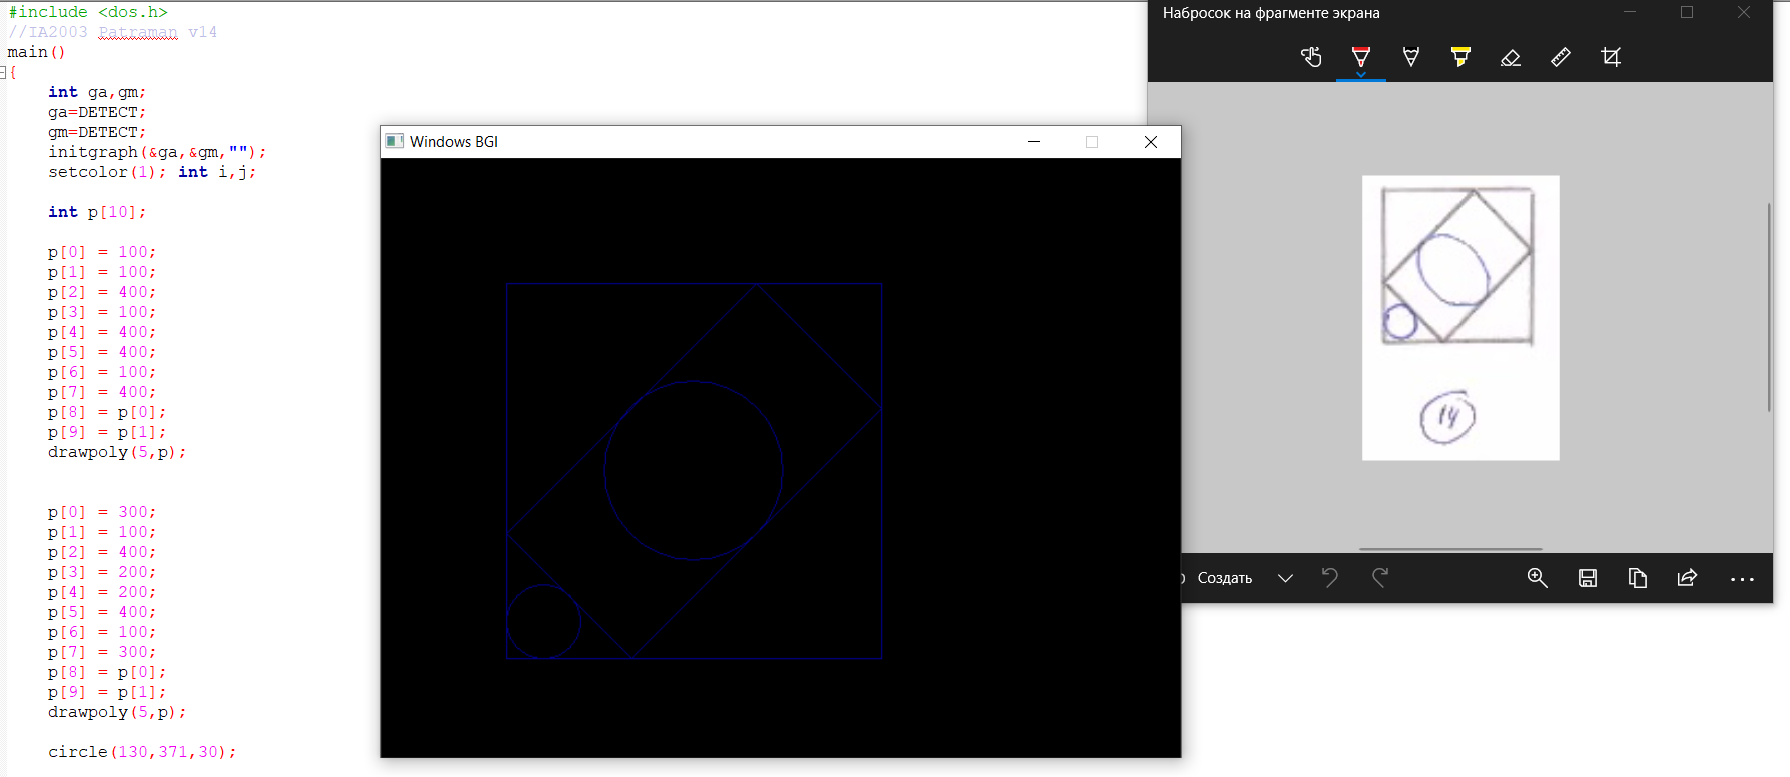 #include <dos.h>
//IA2003 Patraman v14
main()
{
int ga,gm;
ga=DETECT;
gm=DETECT;
initgraph(&ga,&gm,"");
setcolor(1); int i,j;
int p[10];
p[0] = 100;
p[1] = 100;
p[2] = 400;
p[3] = 100;
p[4] = 400;
p[5] = 400;
p[6] = 100;
p[7] = 400;
p[8] = p[0];
p[9] = p[1];
drawpoly(5,p);
p[0] = 300;
p[1] = 100;
p[2] = 400;
p[3] = 200;
p[4] = 200;
p[5] = 400;
p[6] = 100;
p[7] = 300;
p[8] = p[0];
p[9] = p[1];
drawpoly(5,p);
circle(130,371,30);
Windows BGI
Набросок на фрагменте экрана
14
Создать